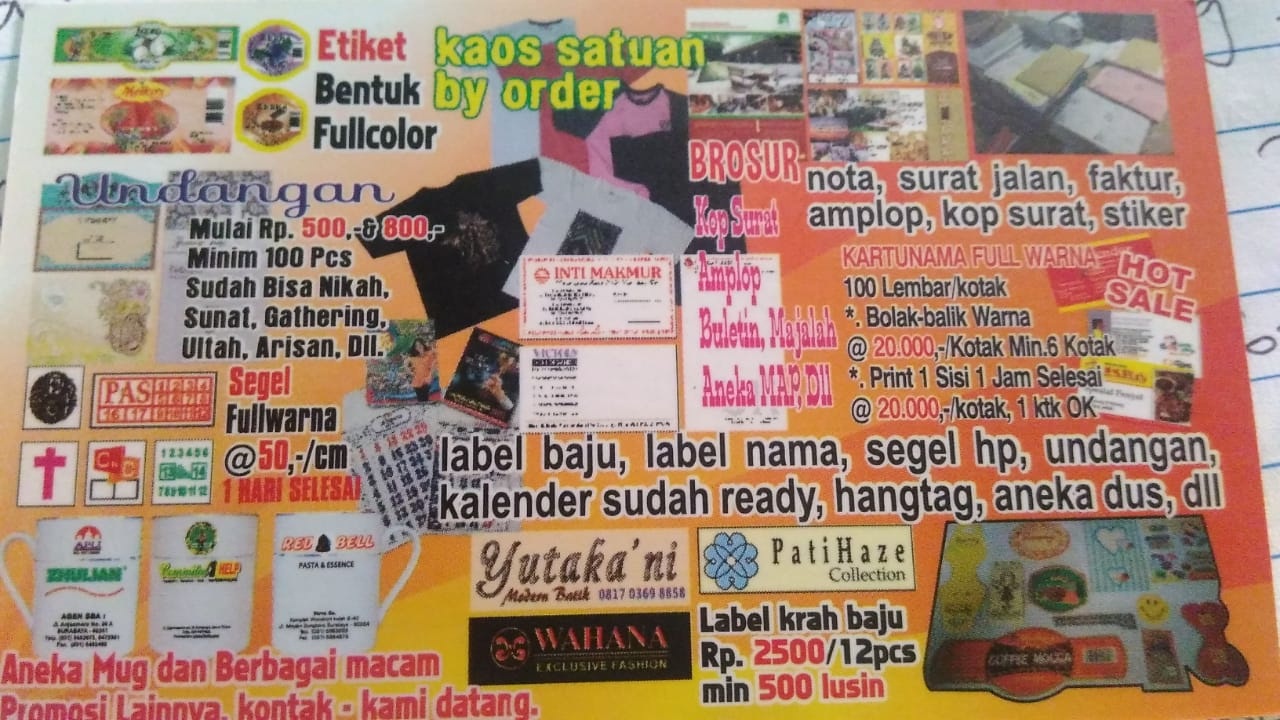 Etiket
Bentuk
Fullcolor
kaos satuan
by order
Undangan
Mulai Rp. 500,-& 800,-
Minim 100 Pcs
Sudah Bisa Nikah,
Sunat, Gathering,
Ultah, Arisan, Dll.
BROSUR
Kop Surat
Amplop
Buletin, Majalah
Aneka MAP, Dll
nota, surat jalan, faktur,
amplop, kop surat, stiker
KARTUNAMA FULL WARNA
HOT
SALE
100 Lembar/kotak
*. Bolak-balik Warna
@ 20.000,-/Kotak Min.6 Kotak
*. Print 1 Sisi 1 Jam Selesai
@ 20.000,-/kotak, 1 ktk OK
INTI MAKMUR
PAS
Segel
Fullwarna
@ 50,-/cm
1 HARI SELESAI
label baju, label nama, segel hp, undangan,
kalender sudah ready, hangtag, aneka dus, dll
ZHULIAN
AGEN GBA :
RED BELL
PASTA & ESSENCE
Yutaka'ni
Modern Batik 0817 0369 8858
WAHANA
EXCLUSIVE FASHION
PatiHaze
Collection
Label krah baju
Rp. 2500/12pcs
min 500 lusin
COFFEE MOCCA
Aneka Mug dan Berbagai macam
Promosi Lainnya, kontak - kami datang.